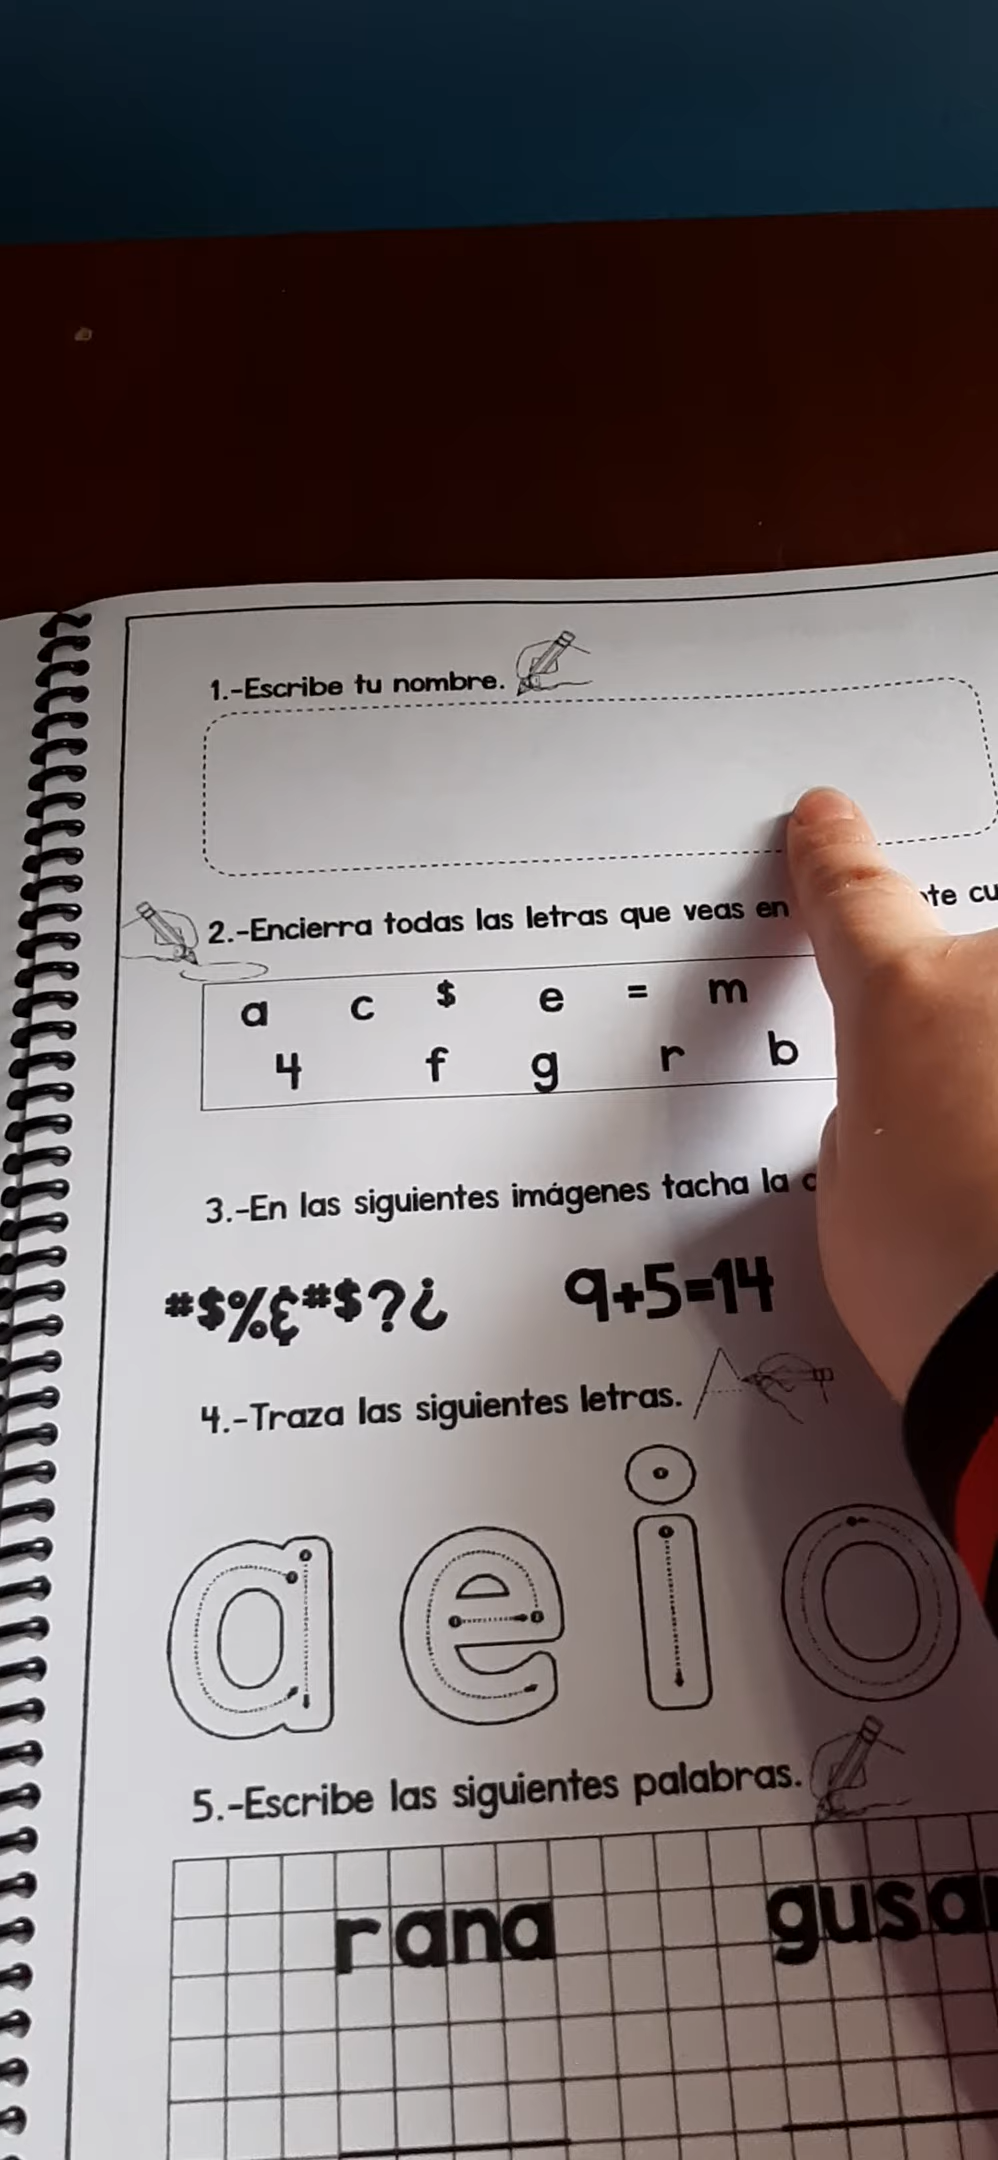 1.-Escribe tu nombre.
2.-Encierra todas las letras que veas en
a c $ e = m
4 f g r b
3.-En las siguientes imágenes tacha la
#$%&#$?¿ 9+5=14
4.-Traza las siguientes letras.
a e i o
5.-Escribe las siguientes palabras.
rana